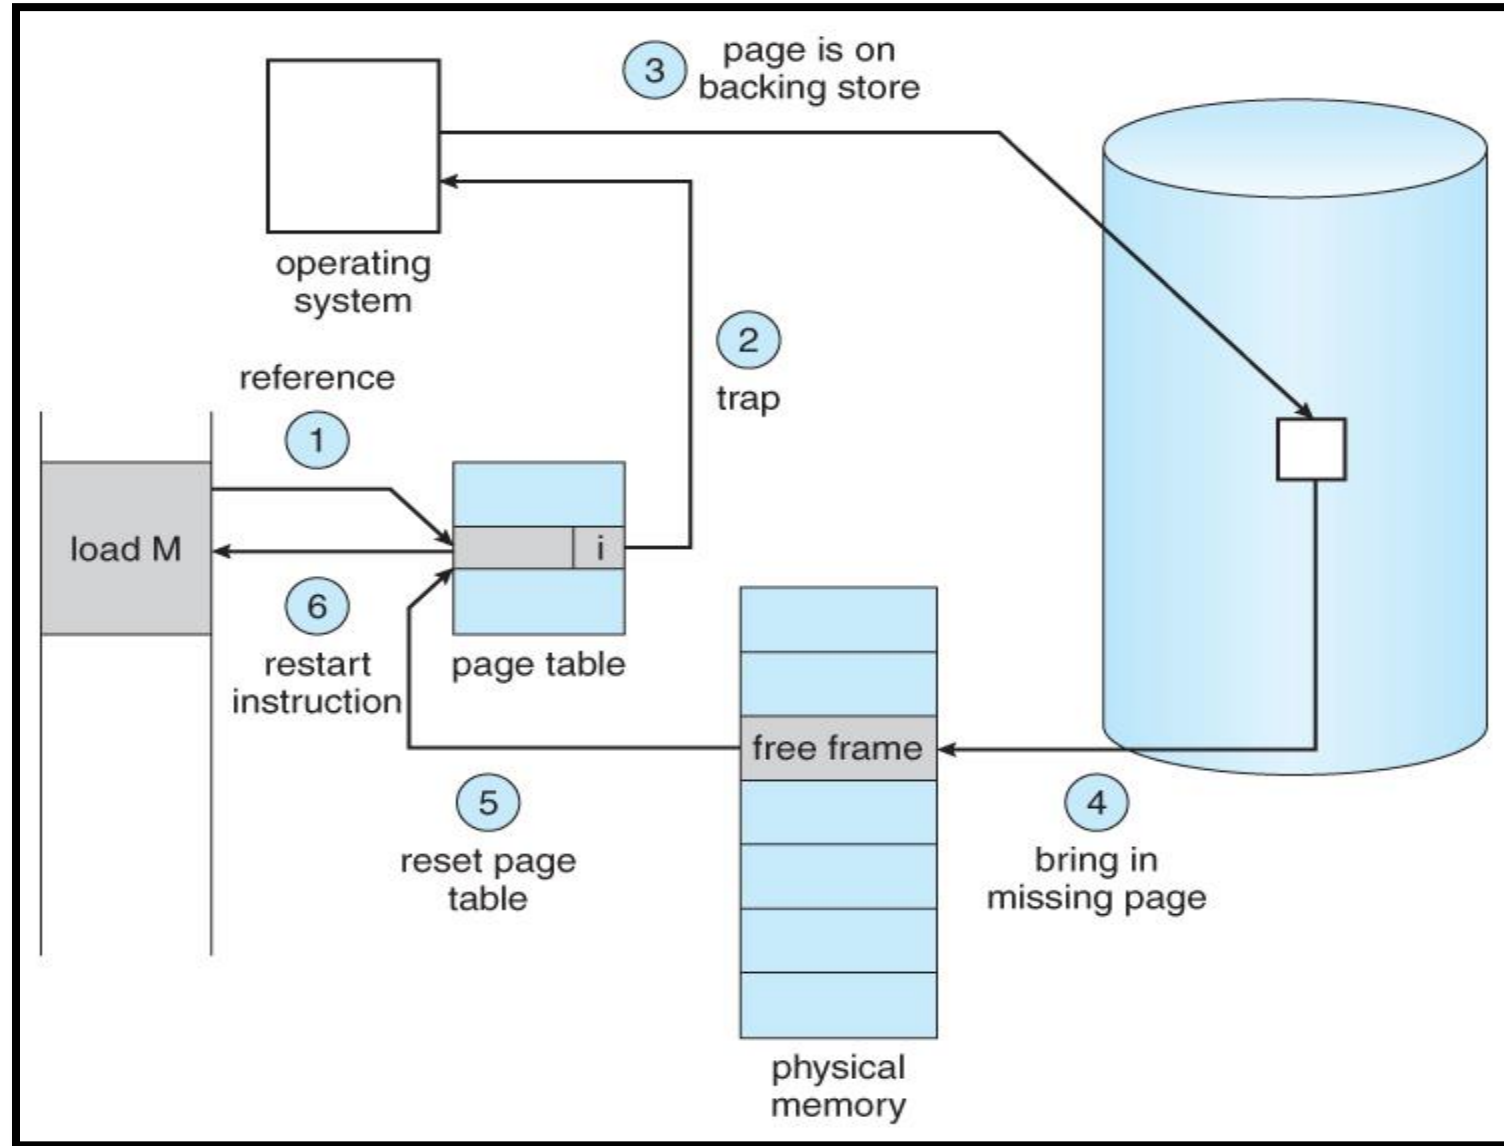 3
page is on
backing store
operating
system
2
trap
reference
1
load M
i
6
restart
instruction
page table
free frame
5
reset page
table
4
bring in
missing page
physical
memory